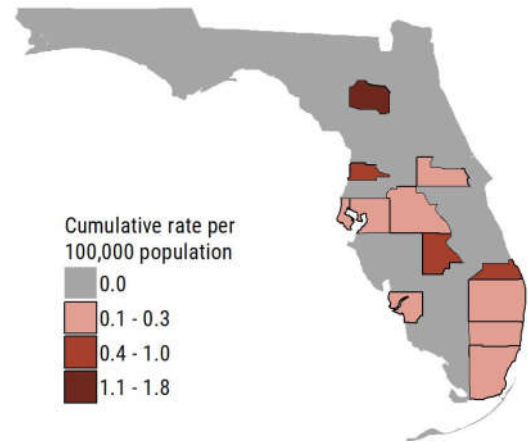 Cumulative rate per
100,000 population
0.0
0.1 - 0.3
0.4 - 1.0
1.1 - 1.8